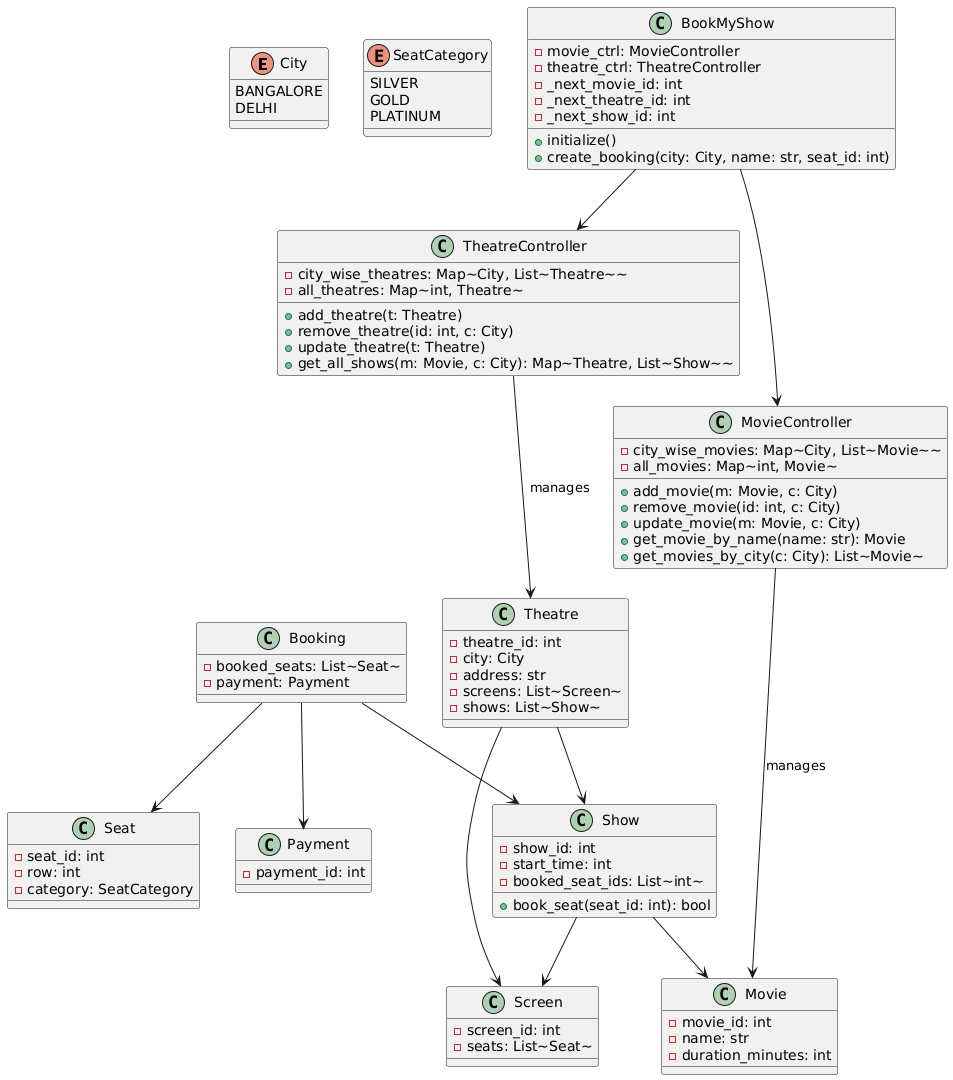 E City
BANGALORE
DELHI
E SeatCategory
SILVER
GOLD
PLATINUM
C BookMyShow
movie_ctrl: MovieController
theatre_ctrl: TheatreController
_next_movie_id: int
_next_theatre_id: int
_next_show_id: int
initialize()
create_booking(city: City, name: str, seat_id: int)
C TheatreController
city_wise_theatres: Map~City, List~Theatre~~
all_theatres: Map~int, Theatre~
add_theatre(t: Theatre)
remove_theatre(id: int, c: City)
update_theatre(t: Theatre)
get_all_shows(m: Movie, c: City): Map~Theatre, List~Show~~
C MovieController
city_wise_movies: Map~City, List~Movie~~
all_movies: Map~int, Movie~
add_movie(m: Movie, c: City)
remove_movie(id: int, c: City)
update_movie(m: Movie, c: City)
get_movie_by_name(name: str): Movie
get_movies_by_city(c: City): List~Movie~
manages
C Booking
booked_seats: List~Seat~
payment: Payment
C Theatre
theatre_id: int
city: City
address: str
screens: List~Screen~
shows: List~Show~
manages
C Seat
seat_id: int
row: int
category: SeatCategory
C Payment
payment_id: int
C Show
show_id: int
start_time: int
booked_seat_ids: List~int~
book_seat(seat_id: int): bool
C Screen
screen_id: int
seats: List~Seat~
C Movie
movie_id: int
name: str
duration_minutes: int